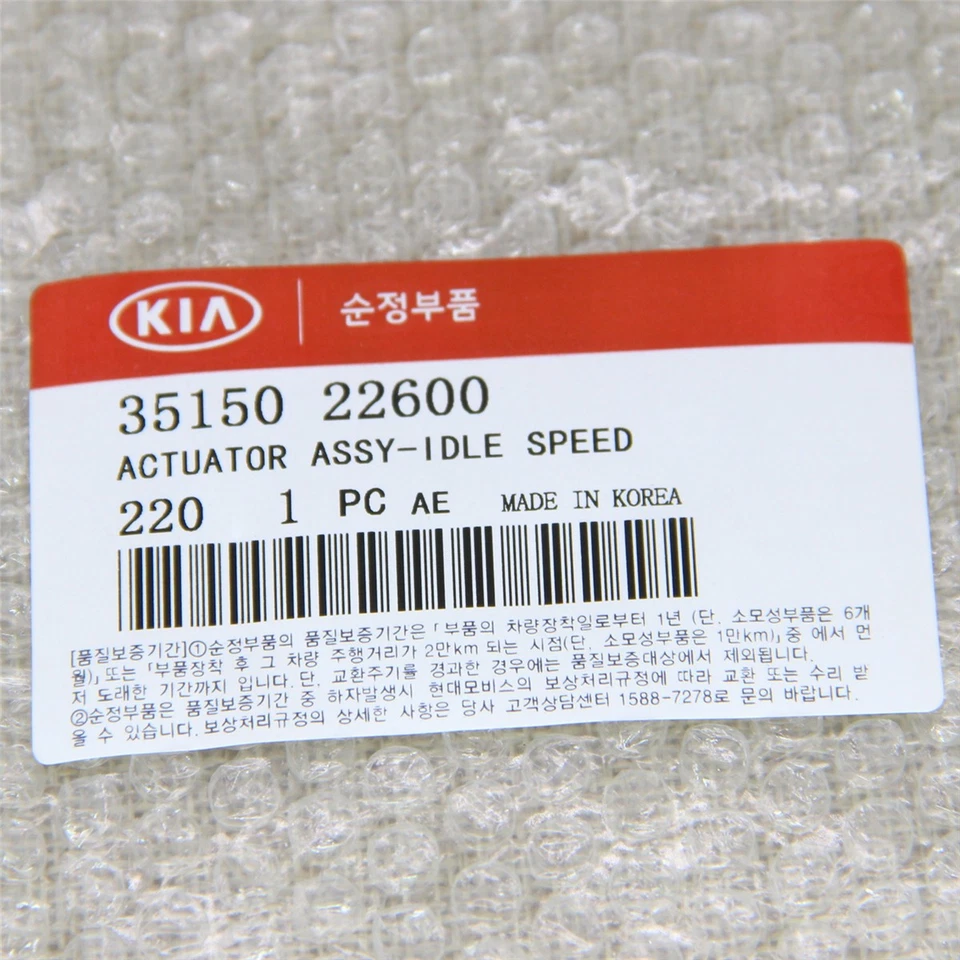 KIA 순정부품
35150 22600
ACTUATOR ASSY-IDLE SPEED
220 1 PC AE MADE IN KOREA
[품질보증기간]①순정부품의 품질보증기간은「부품의 차량장착일로부터 1년 (단. 소모성부품은 6개
월)」또는「부품장착 후 그 차량 주행거리가 2만km 되는 시점(단. 소모성부품은 1만km)」중 에서 먼
저 도래한 기간까지 입니다.단. 교환주기를 경과한 경우에는 품질보증대상에서 제외됩니다.
②순정부품은 품질보증기간 중 하자발생시 현대모비스의 보상처리규정에 따라 교환 또는 수리 받
을 수 있습니다.보상처리규정의 상세한 사항은 당사 고객상담센터 1588-7278로 문의 바랍니다.